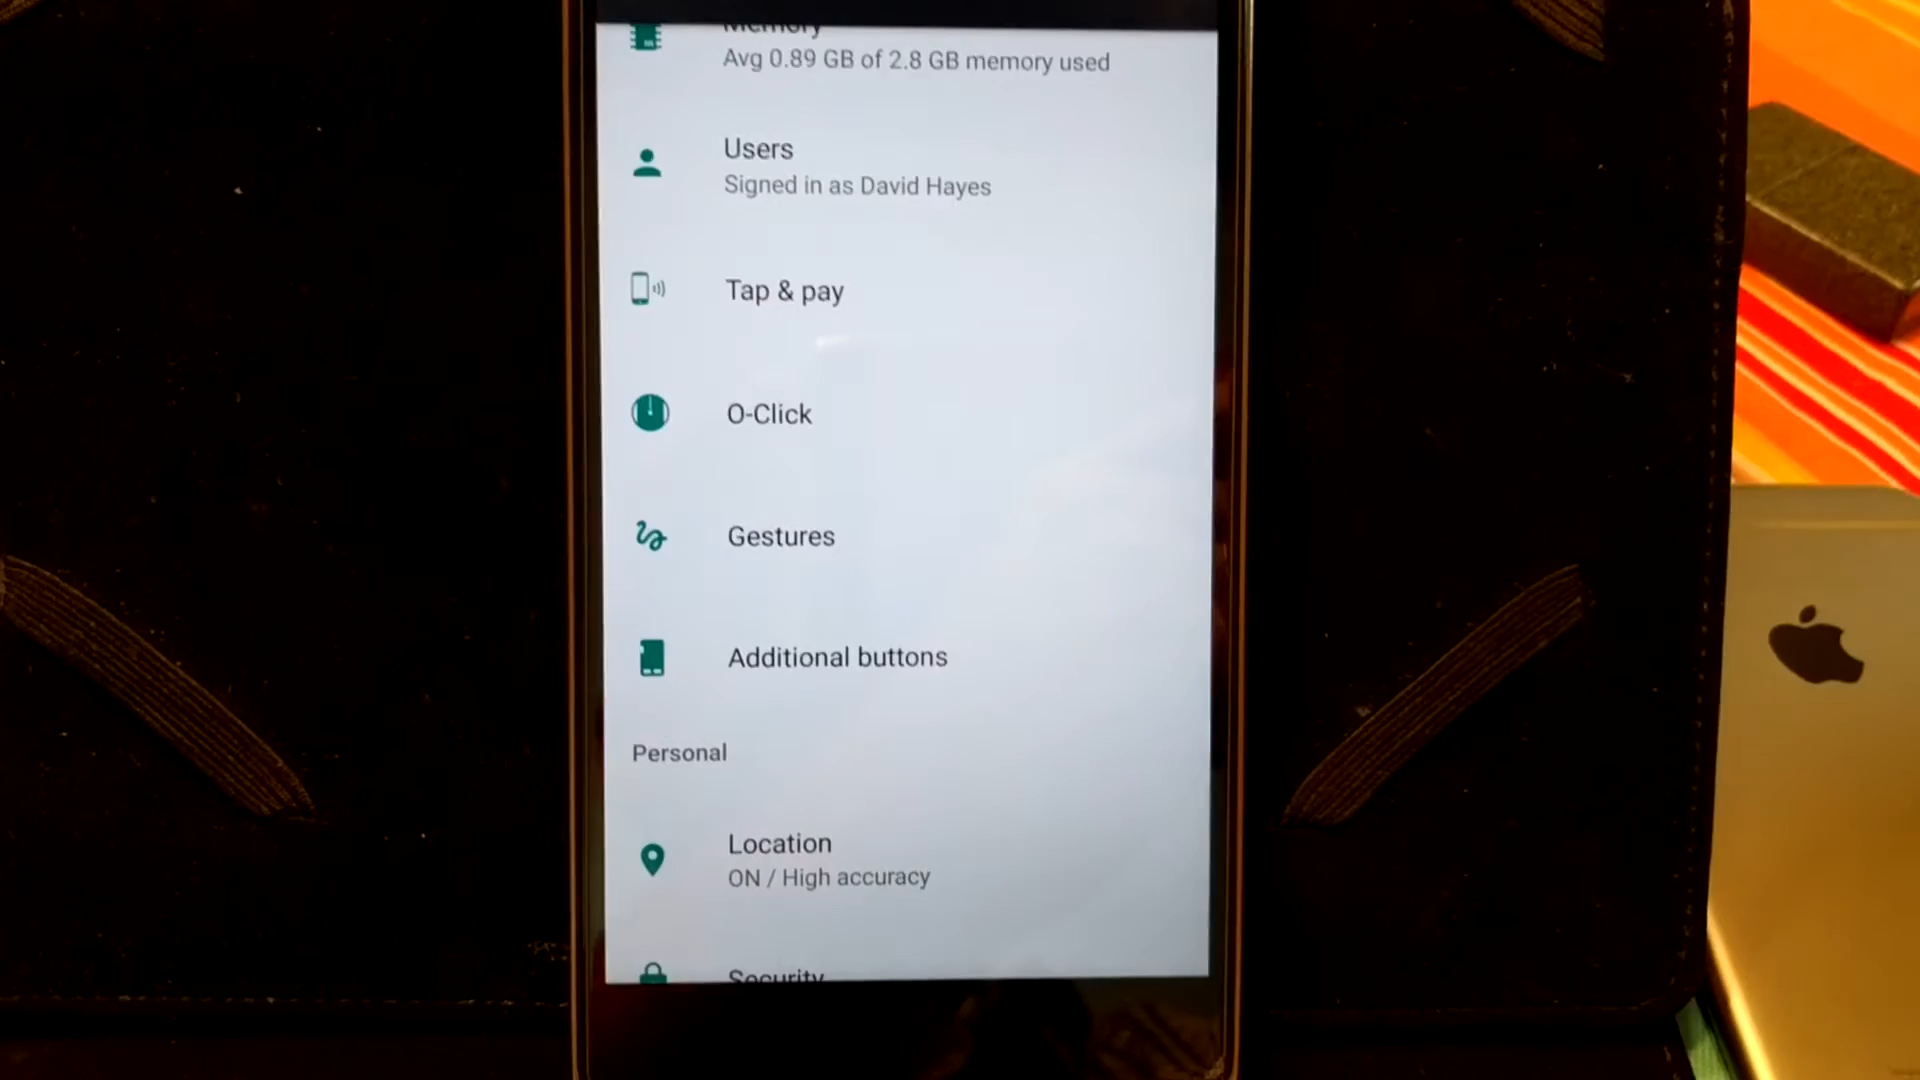 Memory
Avg 0.89 GB of 2.8 GB memory used
Users
Signed in as David Hayes
Tap & pay
O-Click
Gestures
Additional buttons
Personal
Location
ON / High accuracy
Security